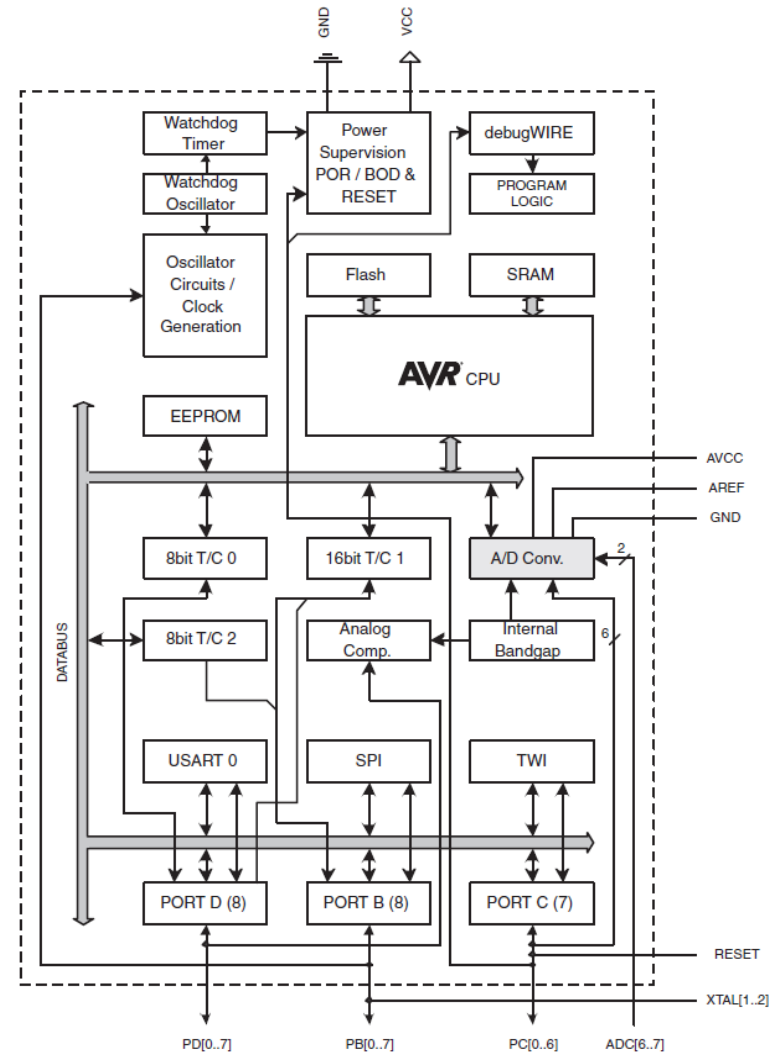 GND
VCC
Watchdog
Timer
Power
Supervision
POR / BOD &
RESET
debugWIRE
Watchdog
Oscillator
PROGRAM
LOGIC
Oscillator
Circuits /
Clock
Generation
Flash
SRAM
AVR CPU
EEPROM
AVCC
AREF
GND
8bit T/C 0
16bit T/C 1
A/D Conv.
2
DATABUS
8bit T/C 2
Analog
Comp.
Internal
Bandgap
6
USART 0
SPI
TWI
PORT D (8)
PORT B (8)
PORT C (7)
RESET
XTAL[1..2]
PD[0..7]
PB[0..7]
PC[0..6]
ADC[6..7]